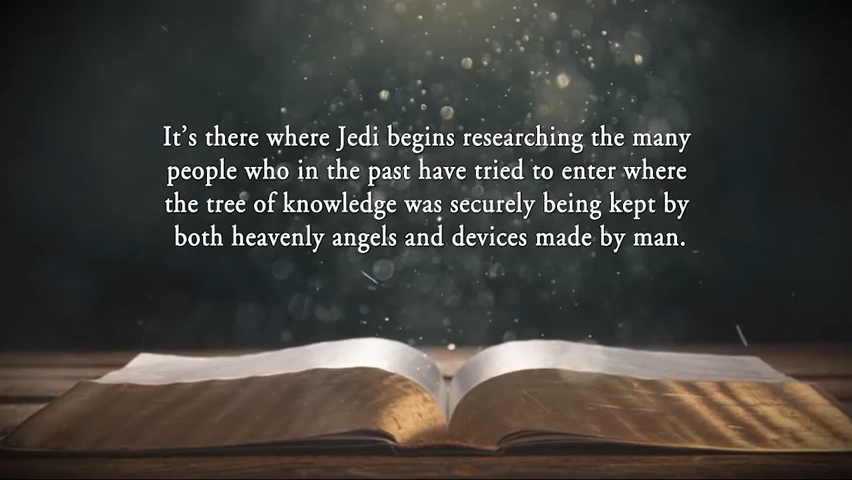 It’s there where Jedi begins researching the many
people who in the past have tried to enter where
the tree of knowledge was securely being kept by
both heavenly angels and devices made by man.